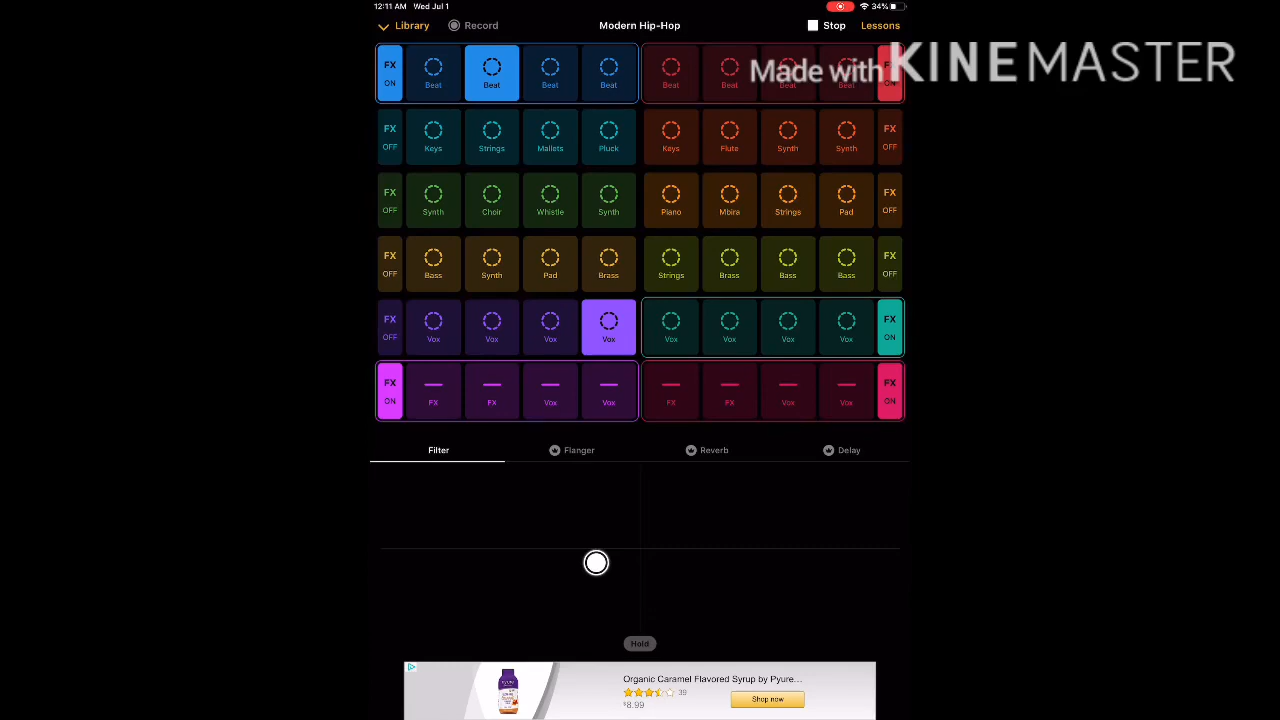 12:11 AM Wed Jul 1 34%
Library Record Modern Hip-Hop Stop Lessons
Made with KINEMASTER
FX ON Beat Beat Beat Beat Beat Beat Beat Beat FX ON
FX OFF Keys Strings Mallets Pluck Keys Flute Synth Synth FX OFF
FX OFF Synth Choir Whistle Synth Piano Mbira Strings Pad FX OFF
FX OFF Bass Synth Pad Brass Strings Brass Bass Bass FX OFF
FX OFF Vox Vox Vox Vox Vox Vox Vox Vox FX ON
FX ON FX FX Vox Vox FX FX Vox Vox FX ON
Filter Flanger Reverb Delay
Hold
Organic Caramel Flavored Syrup by Pyure...
39
$8.99
Shop now